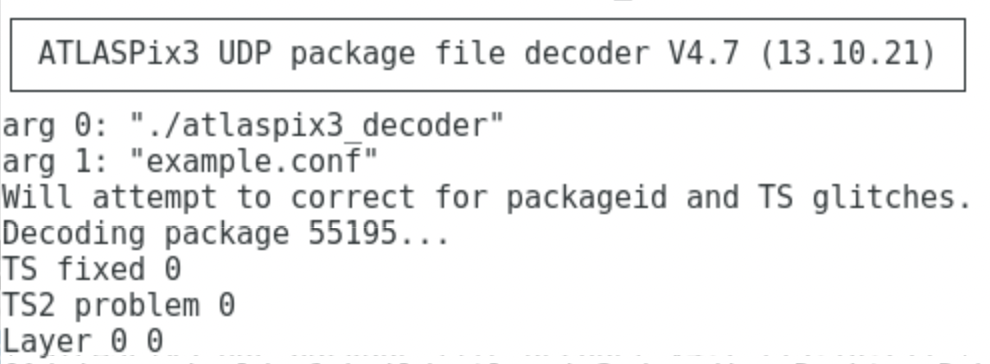 ATLASPix3 UDP package file decoder V4.7 (13.10.21)
arg 0: "./atlaspix3_decoder"
arg 1: "example.conf"
Will attempt to correct for packageid and TS glitches.
Decoding package 55195...
TS fixed 0
TS2 problem 0
Layer 0 0